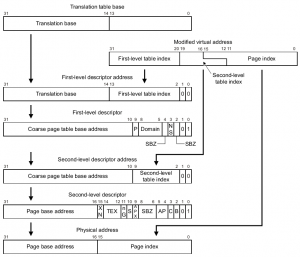 Translation table base
31 14 13 0
Translation base
Modified virtual address
31 20 19 16 15 12 11 0
First-level table index
Page index
Second-level
table index
First-level descriptor address
31 14 13 2 1 0
Translation base First-level table index 0 0
First-level descriptor
31 10 9 8 5 4 3 2 1 0
Coarse page table base address P Domain N S 0 1
SBZ SBZ
Second-level descriptor address
31 10 9 2 1 0
Coarse page table base address Second-level table index 0 0
Second-level descriptor
31 16 15 14 12 11 10 9 8 6 5 4 3 2 1 0
Page base address XN TEX nG S APX SBZ AP C B 0 1
Physical address
31 16 15 0
Page base address Page index